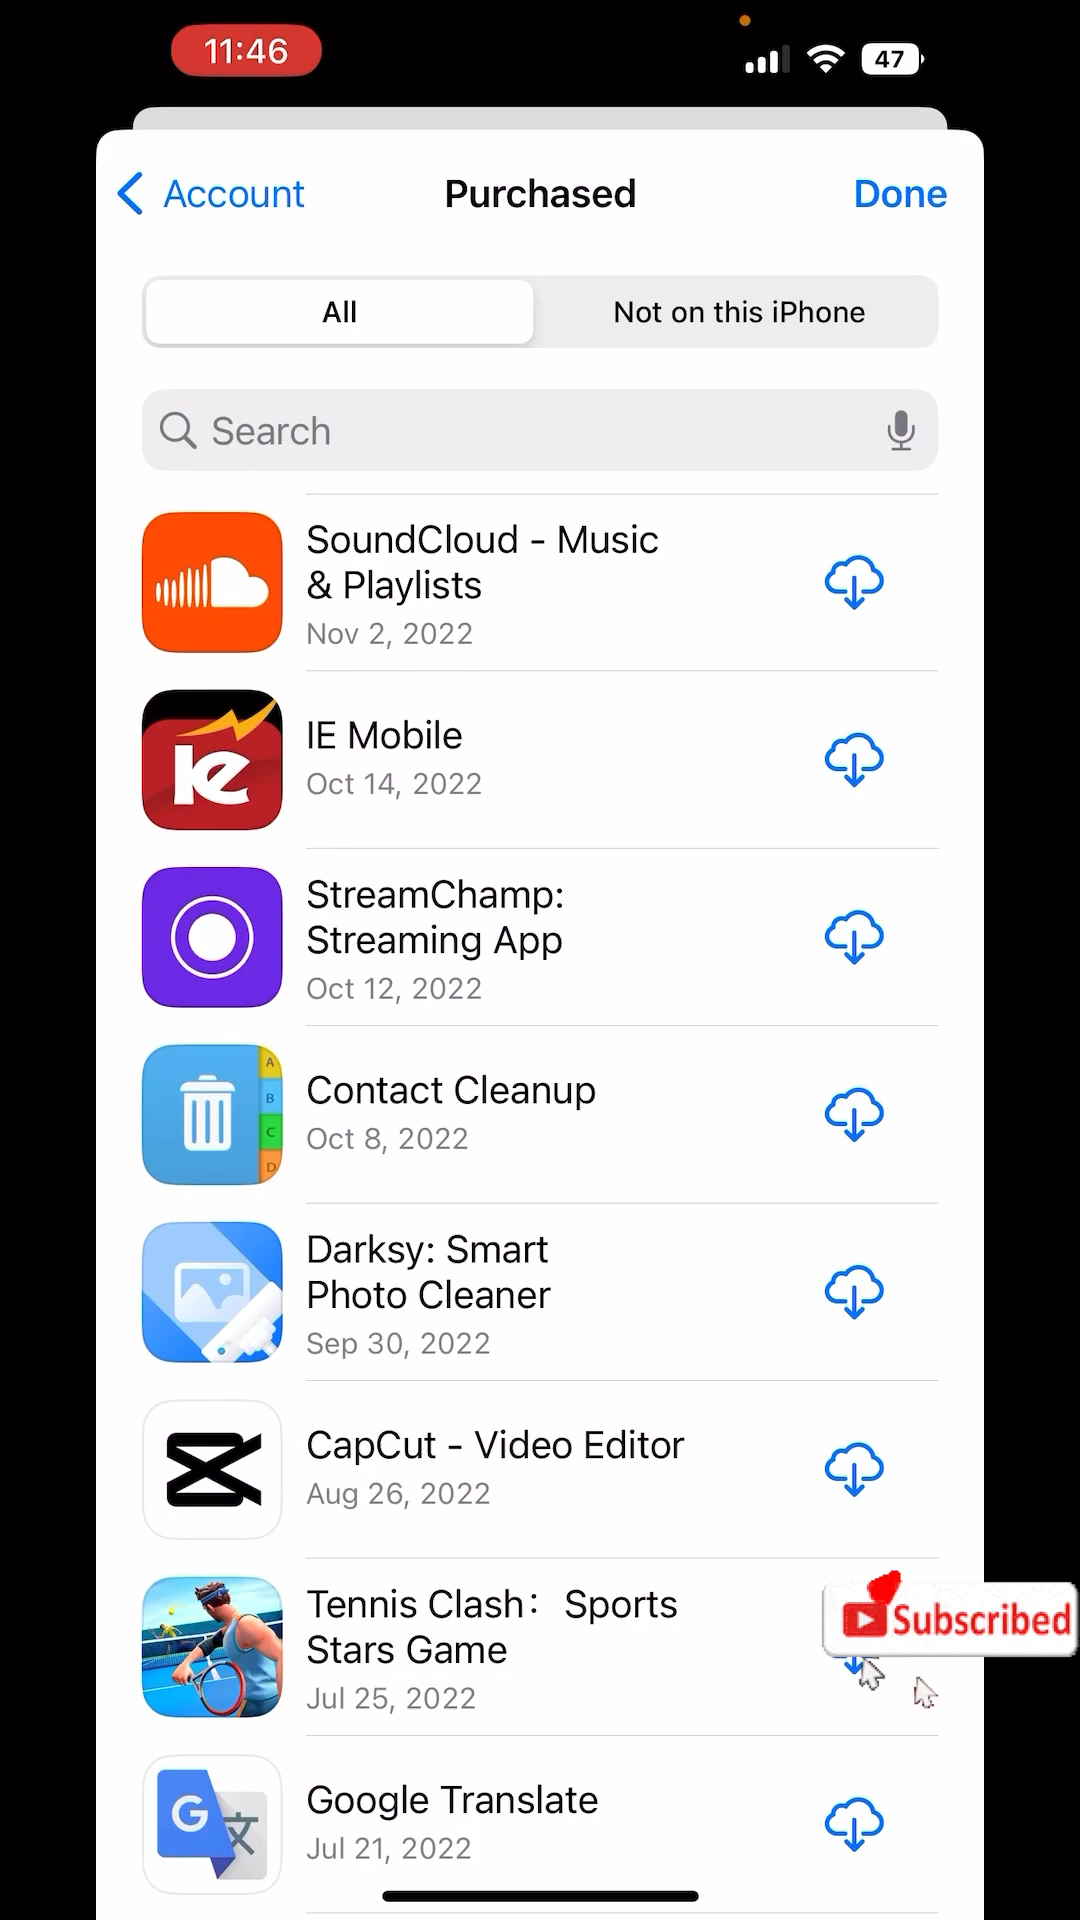 11:46
47
Account
Purchased
Done
All
Not on this iPhone
Search
SoundCloud - Music
& Playlists
Nov 2, 2022
IE Mobile
Oct 14, 2022
ie
StreamChamp:
Streaming App
Oct 12, 2022
A
B
C
D
Contact Cleanup
Oct 8, 2022
Darksy: Smart
Photo Cleaner
Sep 30, 2022
CapCut - Video Editor
Aug 26, 2022
Tennis Clash： Sports
Stars Game
Jul 25, 2022
Subscribed
G
文
Google Translate
Jul 21, 2022